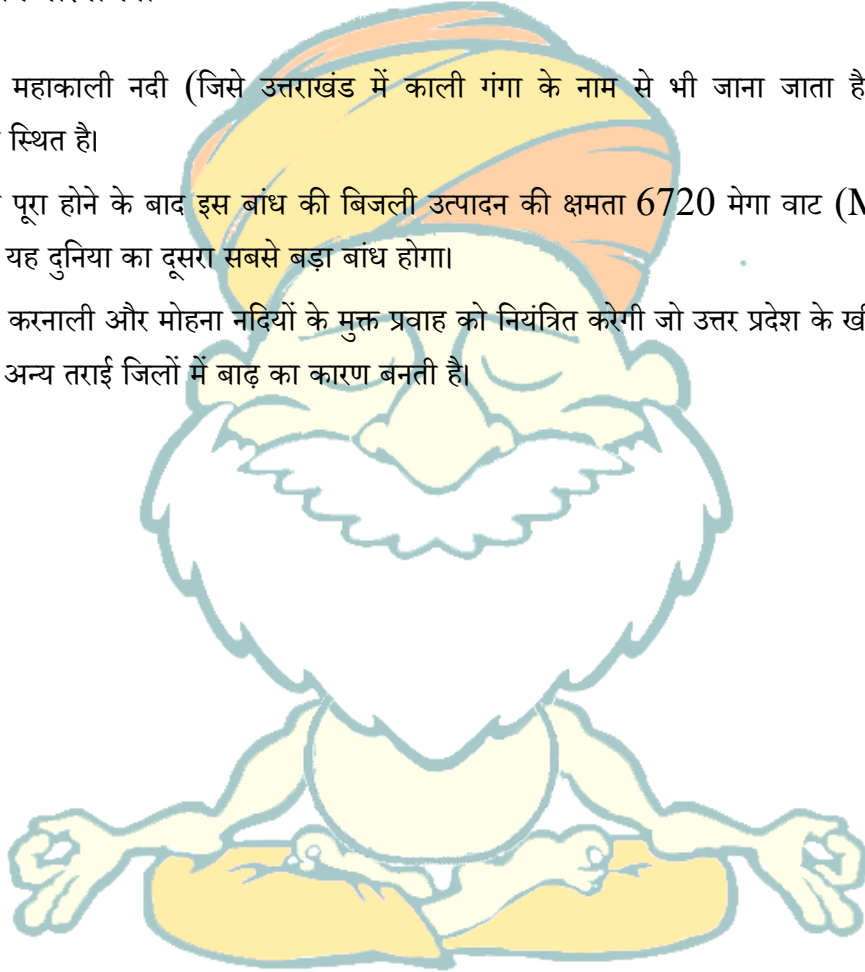 महाकाली नदी (जिसे उत्तराखंड में काली गंगा के नाम से भी जाना जाता है
स्थित है।
पूरा होने के बाद इस बांध की बिजली उत्पादन की क्षमता 6720 मेगा वाट (
यह दुनिया का दूसरा सबसे बड़ा बांध होगा।
करनाली और मोहना नदियों के मुक्त प्रवाह को नियंत्रित करेगी जो उत्तर प्रदेश के
अन्य तराई जिलों में बाढ़ का कारण बनती है।